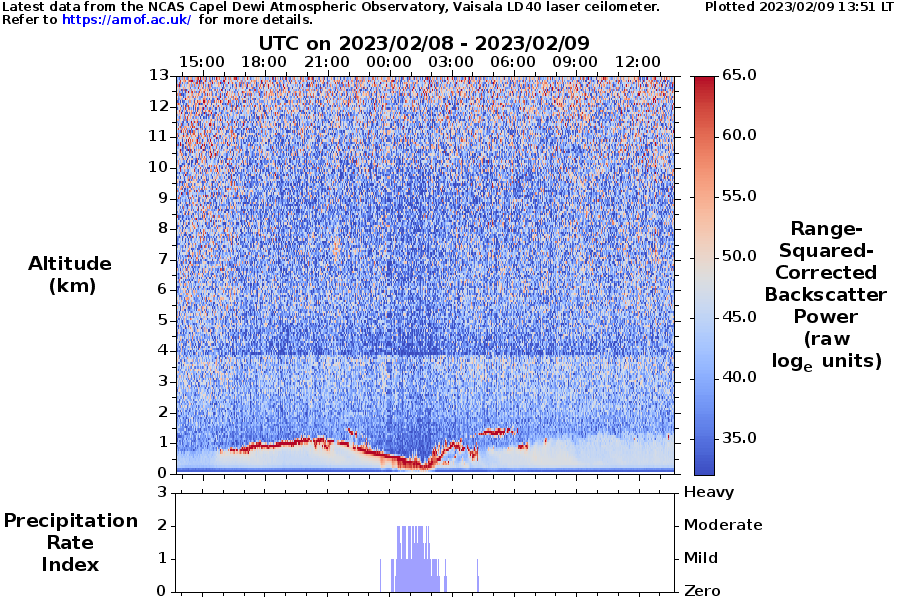 Latest data from the NCAS Capel Dewi Atmospheric Observatory, Vaisala LD40 laser ceilometer.
Plotted 2023/02/09 13:51 LT
Refer to https://amof.ac.uk/ for more details.
UTC on 2023/02/08 - 2023/02/09
15:00 18:00 21:00 00:00 03:00 06:00 09:00 12:00
13
12
11
10
9
8
7
6
5
4
3
2
1
0
Altitude
(km)
65.0
60.0
55.0
50.0
45.0
40.0
35.0
Range-
Squared-
Corrected
Backscatter
Power
(raw
logₑ units)
Precipitation
Rate
Index
3
2
1
0
Heavy
Moderate
Mild
Zero